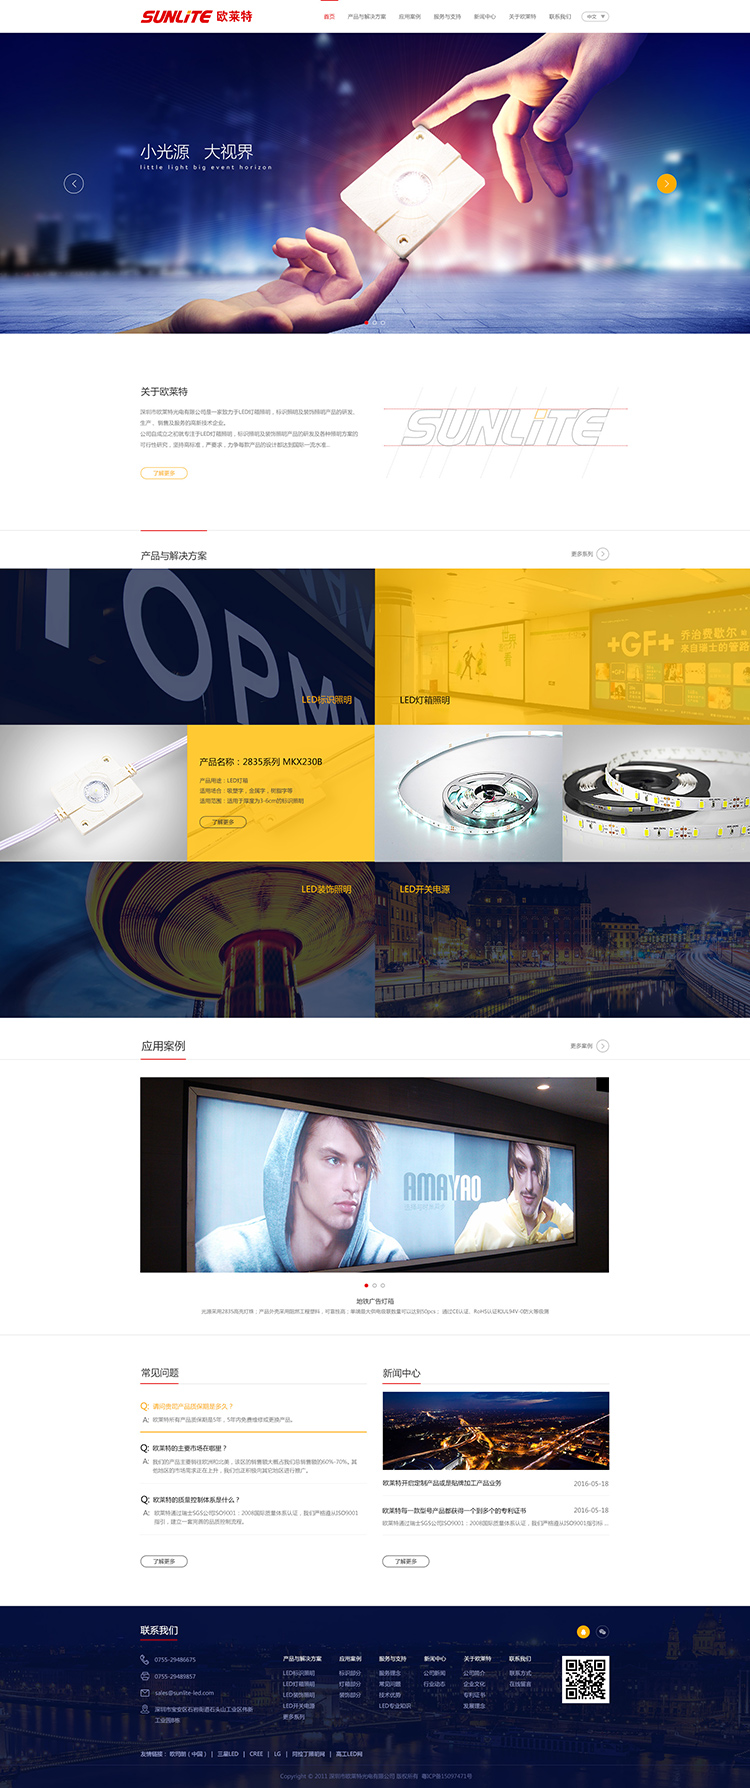 SUNLITE 欧莱特
首页 产品与解决方案 应用案例 服务与支持 新闻中心 关于欧莱特 联系我们 中文
小光源 大视界
little light big event horizon
关于欧莱特
深圳市欧莱特光电有限公司是一家致力于LED灯箱照明，标识照明及装饰照明产品的研发、
生产、销售及服务的高新技术企业。
公司自成立之初就专注于LED灯箱照明，标识照明及装饰照明产品的研发及各种照明方案的
可行性研究，坚持高标准，严要求，力争每款产品的设计都达到国际一流水准...
了解更多
SUNLITE
产品与解决方案
更多系列
TOPMA
LED标识照明
+GF+ 乔治费歇尔
来自瑞士的管路
LED灯箱照明
产品名称：2835系列 MKX230B
产品用途：LED灯箱
适用场合：吸塑字，金属字，树脂字等
适用范围：适用于厚度为3-6cm的标识照明
了解更多
LED装饰照明
LED开关电源
应用案例
更多案例
AMAYAO
地铁广告灯箱
光源采用2835高亮灯珠；产品外壳采用阻燃工程塑料，可靠性高；单端最大供电级联数量可以达到50pcs；通过CE认证、RoHS认证和UL94V-0防火等级测
常见问题
Q: 请问贵司产品质保期是多久？
A: 欧莱特所有产品质保期是5年，5年内免费维修或更换产品。
Q: 欧莱特的主要市场在哪里？
A: 我们的产品主要销往欧洲和北美，该区的销售额大概占我们总销售额的60%-70%。其
他地区的市场需求正在上升，我们也正积极向其它地区进行推广。
Q: 欧莱特的质量控制体系是什么？
A: 欧莱特通过瑞士SGS公司ISO9001：2008国际质量体系认证，我们严格遵从ISO9001
指引，建立一套完善的品质控制流程。
了解更多
新闻中心
欧莱特开启定制产品或是贴牌加工产品业务 2016-05-18
欧莱特每一款型号产品都获得一个到多个的专利证书 2016-05-18
欧莱特通过瑞士SGS公司ISO9001：2008国际质量体系认证，我们严格遵从ISO9001指引标...
了解更多
联系我们
0755-29486675
0755-29489857
sales@sunlite-led.com
深圳市宝安区石岩街道石头山工业区伟新
工业园B栋
产品与解决方案 应用案例 服务与支持 新闻中心 关于欧莱特 联系我们
LED标识照明 标识部分 服务理念 公司新闻 公司简介 联系方式
LED灯箱照明 灯箱部分 常见问题 行业动态 企业文化 在线留言
LED装饰照明 装饰部分 技术优势 专利证书
LED开关电源 LED专业知识 发展理念
更多系列
友情链接： 欧司朗（中国） | 三星LED | CREE | LG | 阿拉丁照明网 | 高工LED网
Copyright © 2011 深圳市欧莱特光电有限公司 版权所有 粤ICP备15097471号